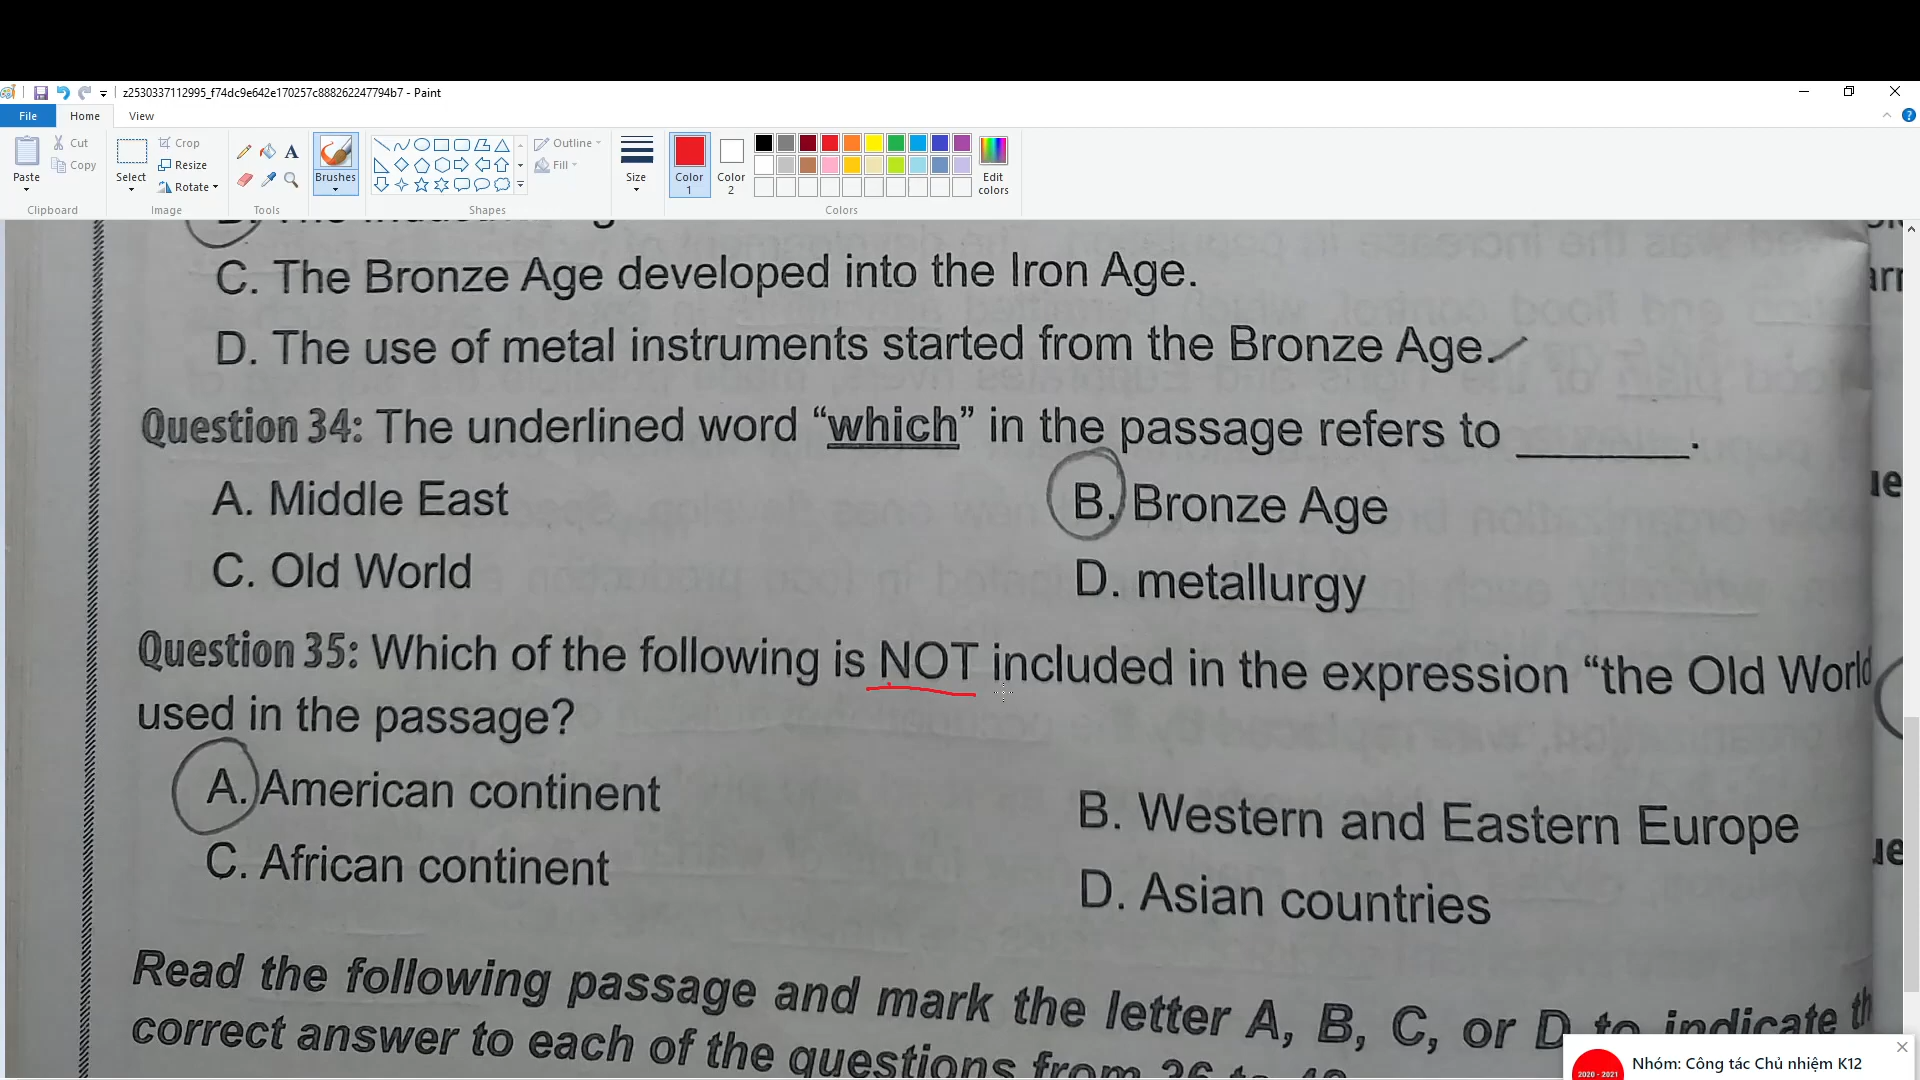 z2530337112995_f74dc9e642e170257c888262247794b7 - Paint
File Home View
Cut Crop Outline
Copy Resize Fill
Paste Select Rotate Brushes Size Color 1 Color 2 Edit colors
Clipboard Image Tools Shapes Colors
C. The Bronze Age developed into the Iron Age.
D. The use of metal instruments started from the Bronze Age.
Question 34: The underlined word “which” in the passage refers to ________.
A. Middle East B. Bronze Age
C. Old World D. metallurgy
Question 35: Which of the following is NOT included in the expression “the Old World
used in the passage?
A. American continent B. Western and Eastern Europe
C. African continent D. Asian countries
Read the following passage and mark the letter A, B, C, or D to indicate th
correct answer to each of the questions from
2020 - 2021
Nhóm: Công tác Chủ nhiệm K12